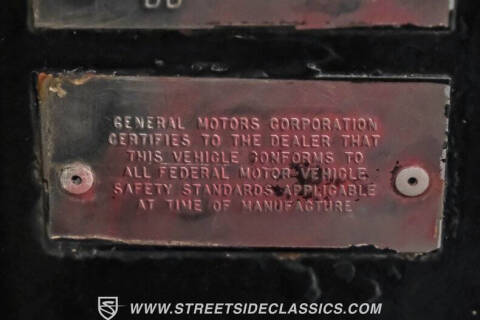 GENERAL MOTORS CORPORATION
CERTIFIES TO THE DEALER THAT
THIS VEHICLE CONFORMS TO
ALL FEDERAL MOTOR VEHICLE
SAFETY STANDARDS APPLICABLE
AT TIME OF MANUFACTURE
WWW.STREETSIDECLASSICS.COM